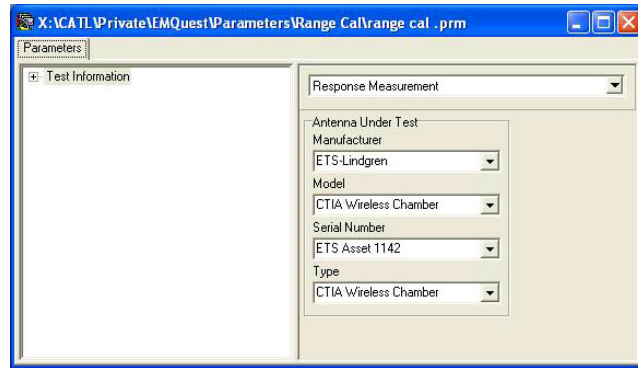 X:\CATL\Private\EMQuest\Parameters\Range Cal\range cal .prm
Parameters
Test Information
Response Measurement
Antenna Under Test
Manufacturer
ETS-Lindgren
Model
CTIA Wireless Chamber
Serial Number
ETS Asset 1142
Type
CTIA Wireless Chamber